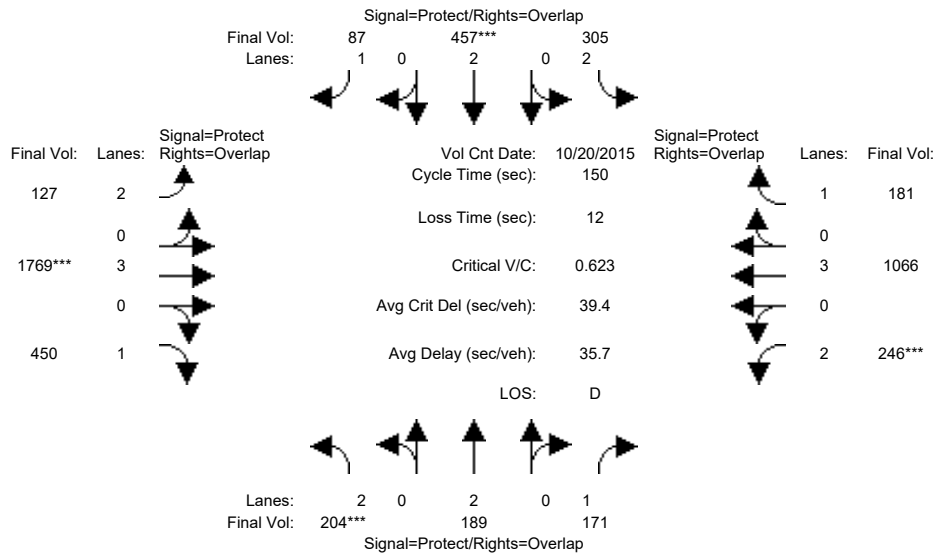 Signal=Protect/Rights=Overlap
Final Vol: 87 457*** 305
Lanes: 1 0 2 0 2
Signal=Protect
Final Vol: Lanes: Rights=Overlap Vol Cnt Date: 10/20/2015 Signal=Protect
Rights=Overlap Lanes: Final Vol:
Cycle Time (sec): 150
127 2 1 181
Loss Time (sec): 12
0 0
1769*** 3 Critical V/C: 0.623 3 1066
0 Avg Crit Del (sec/veh): 39.4 0
450 1 Avg Delay (sec/veh): 35.7 2 246***
LOS: D
Lanes: 2 0 2 0 1
Final Vol: 204*** 189 171
Signal=Protect/Rights=Overlap